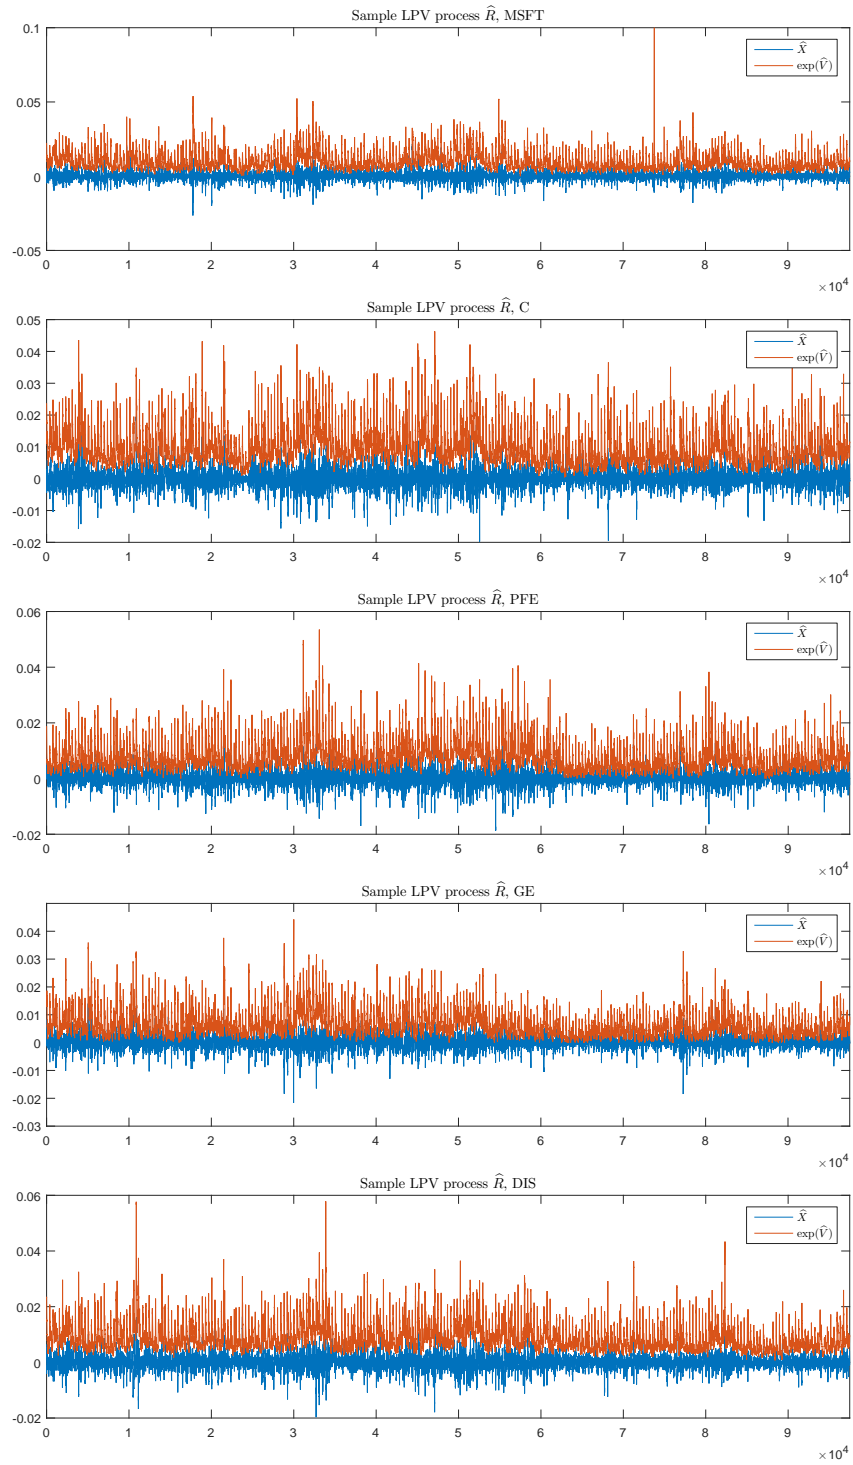 Sample LPV process R̂, MSFT
0.1
X̂
exp(V̂)
0.05
0
-0.05
0 1 2 3 4 5 6 7 8 9
×10⁴
Sample LPV process R̂, C
0.05
X̂
exp(V̂)
0.04
0.03
0.02
0.01
0
-0.01
-0.02
0 1 2 3 4 5 6 7 8 9
×10⁴
Sample LPV process R̂, PFE
0.06
X̂
exp(V̂)
0.04
0.02
0
-0.02
0 1 2 3 4 5 6 7 8 9
×10⁴
Sample LPV process R̂, GE
X̂
exp(V̂)
0.04
0.03
0.02
0.01
0
-0.01
-0.02
-0.03
0 1 2 3 4 5 6 7 8 9
×10⁴
Sample LPV process R̂, DIS
0.06
X̂
exp(V̂)
0.04
0.02
0
-0.02
0 1 2 3 4 5 6 7 8 9
×10⁴